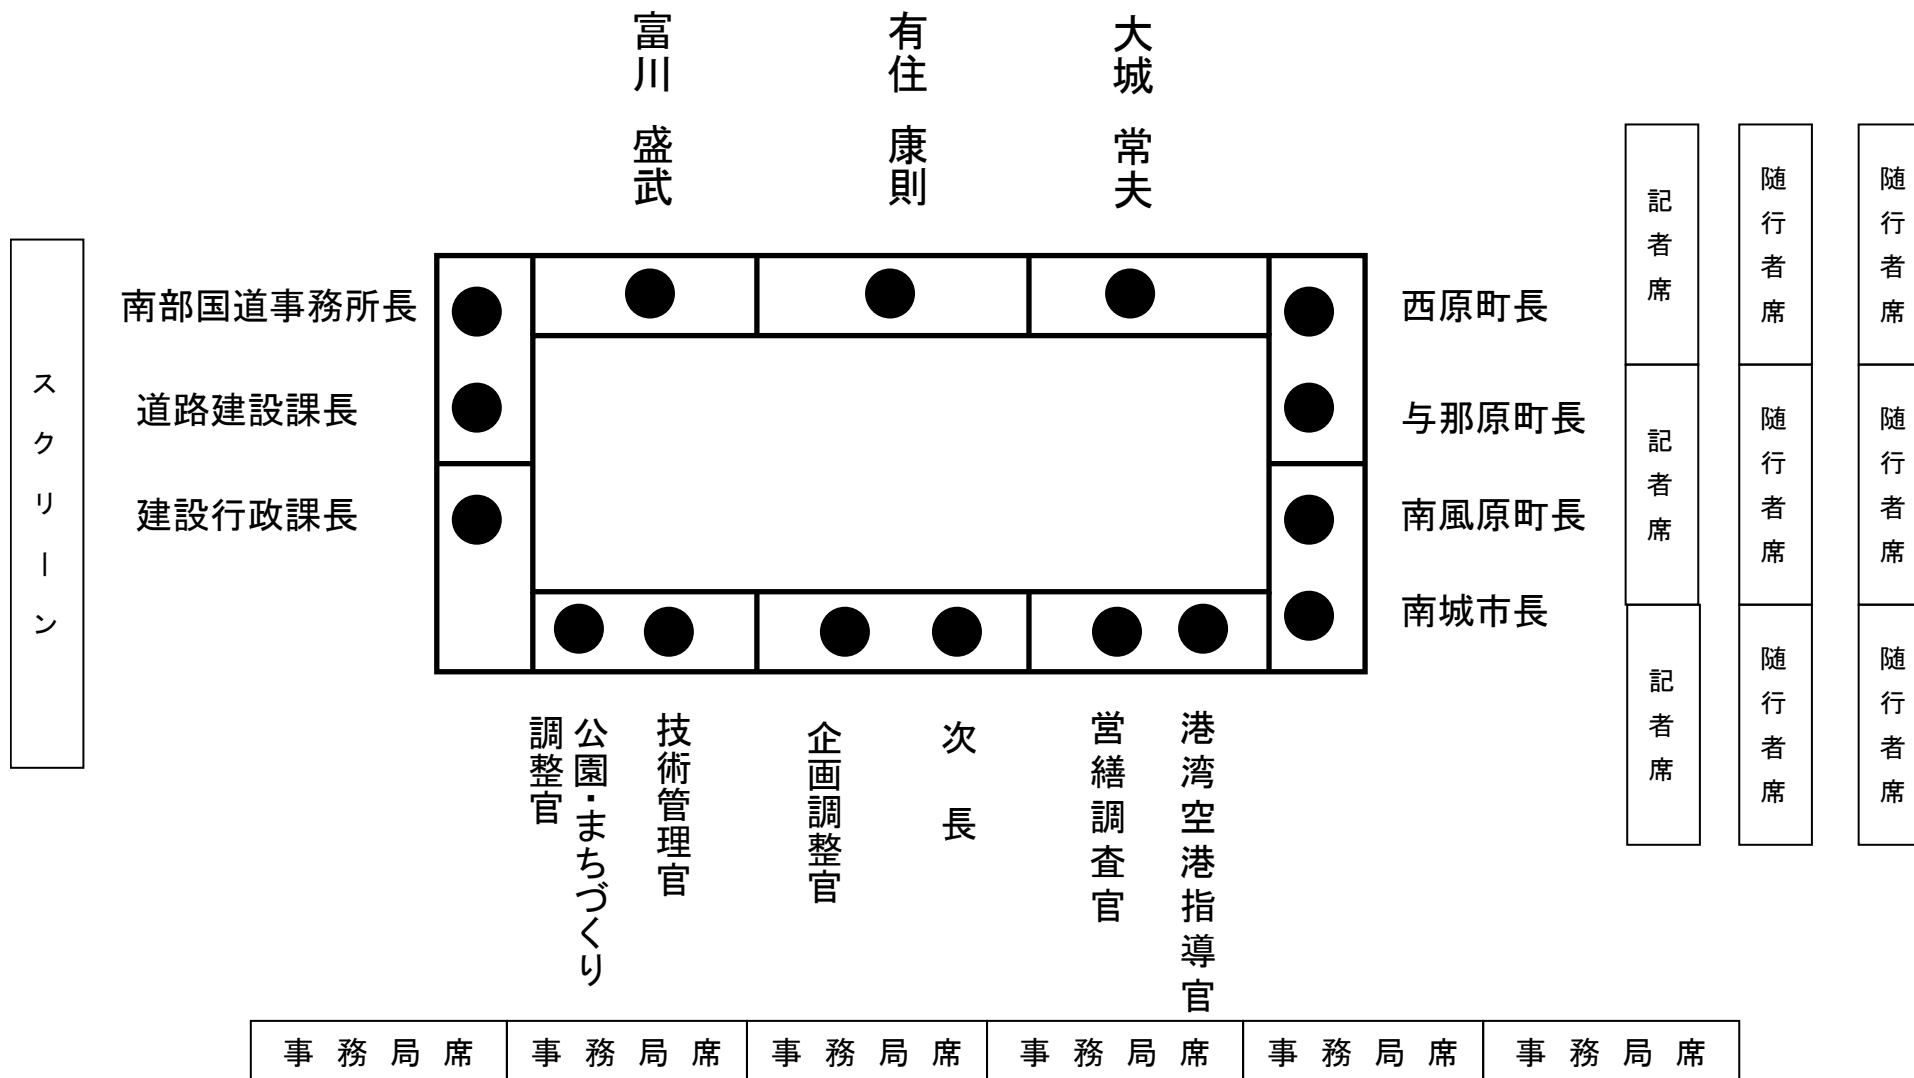 富川 盛武
有住 康則
大城 常夫
スクリーン
南部国道事務所長
道路建設課長
建設行政課長
西原町長
与那原町長
南風原町長
南城市長
記者席
随行者席
随行者席
記者席
随行者席
随行者席
記者席
随行者席
随行者席
公園・まちづくり
調整官
技術管理官
企画調整官
次長
営繕調査官
港湾空港指導官
事務局席
事務局席
事務局席
事務局席
事務局席
事務局席